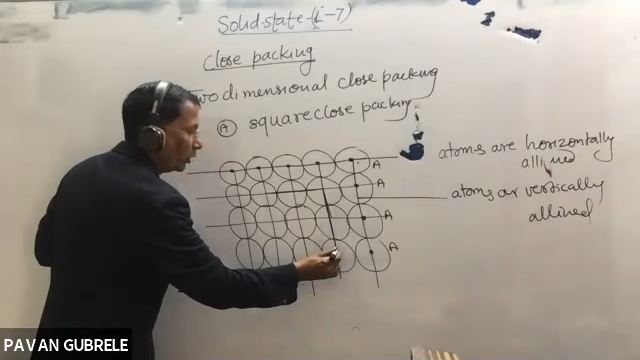 Solid state-(L-7)
Close packing
Two dimensional close packing
(A) square close packing
atoms are horizontally
allined
A
A
atoms ar vertically
allined
A
A
PAVAN GUBRELE